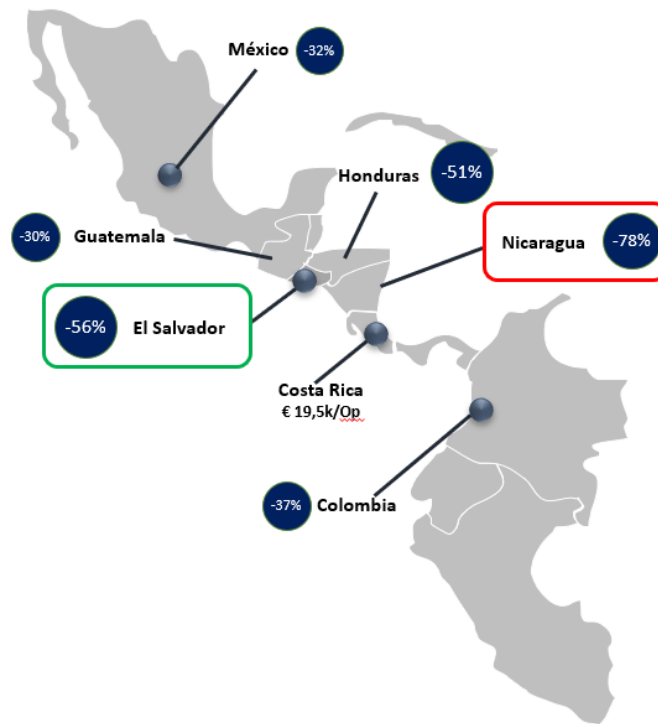 México -32%
Honduras -51%
-30% Guatemala
Nicaragua -78%
-56% El Salvador
Costa Rica
€ 19,5k/Op
-37% Colombia